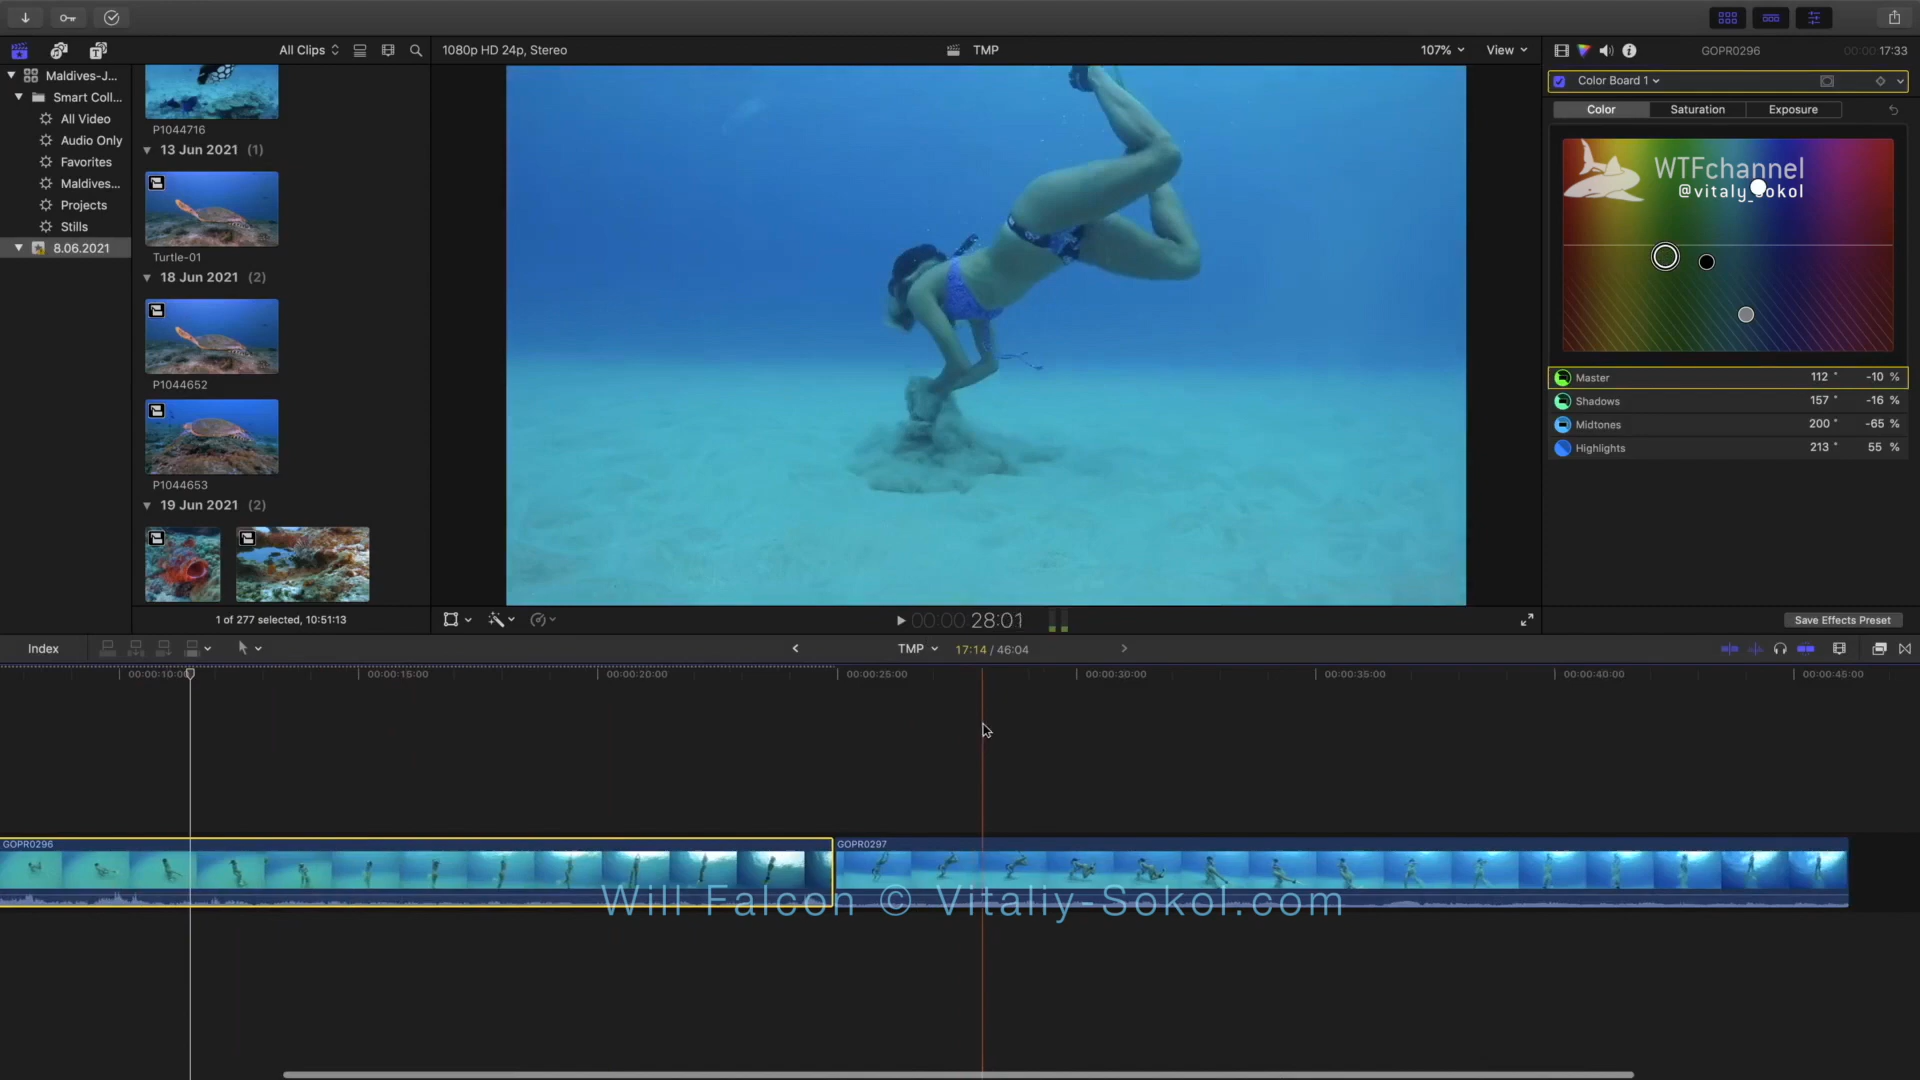 All Clips
1080p HD 24p, Stereo
TMP
107%
View
GOPR0296
00:00 17:33
Maldives-J...
Smart Coll...
All Video
Audio Only
Favorites
Maldives...
Projects
Stills
8.06.2021
P1044716
13 Jun 2021 (1)
Turtle-01
18 Jun 2021 (2)
P1044652
P1044653
19 Jun 2021 (2)
1 of 277 selected, 10:51:13
Color Board 1
Color
Saturation
Exposure
WTFchannel
@vitaly_sokol
Master 112 ° -10 %
Shadows 157 ° -16 %
Midtones 200 ° -65 %
Highlights 213 ° 55 %
00:00:00 28:01
Save Effects Preset
Index
TMP
17:14 / 46:04
00:00:10:00
00:00:15:00
00:00:20:00
00:00:25:00
00:00:30:00
00:00:35:00
00:00:40:00
00:00:45:00
GOPR0296
GOPR0297
Will Falcon © Vitaliy-Sokol.com